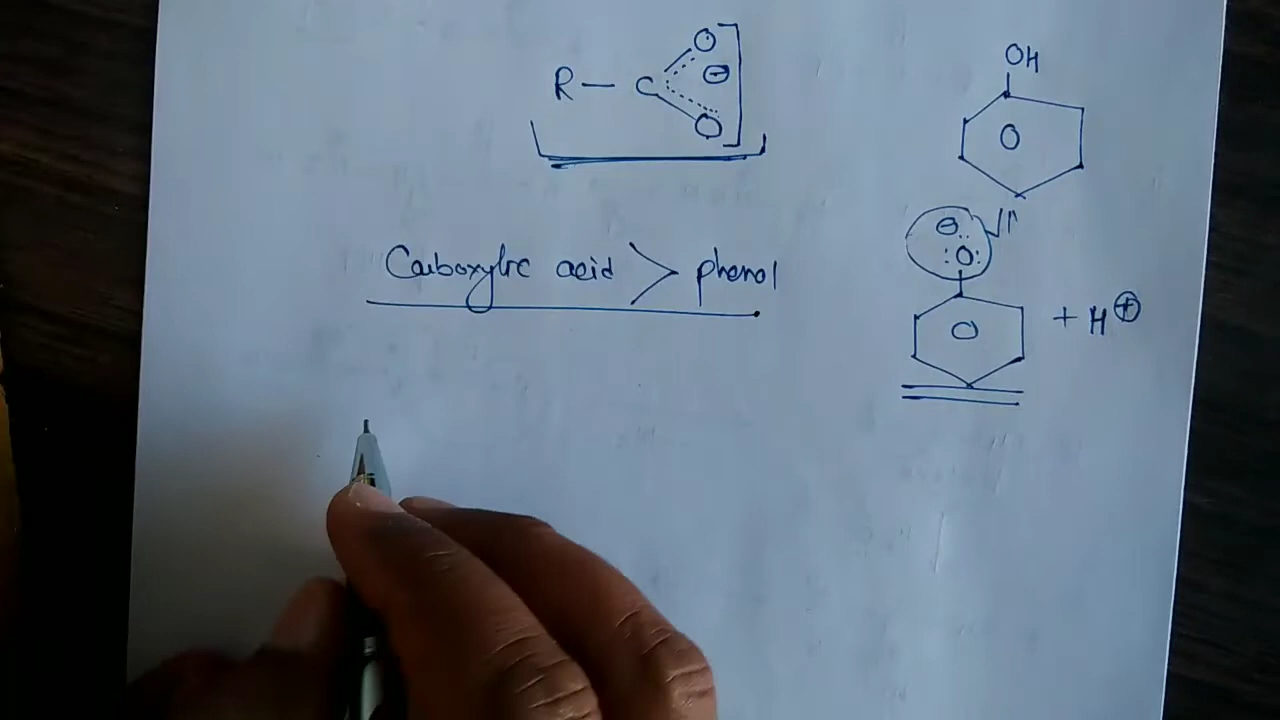 R — C O ⊖ O
OH
Carboxylic acid > phenol
⊖
:Ö:
+ H⊕